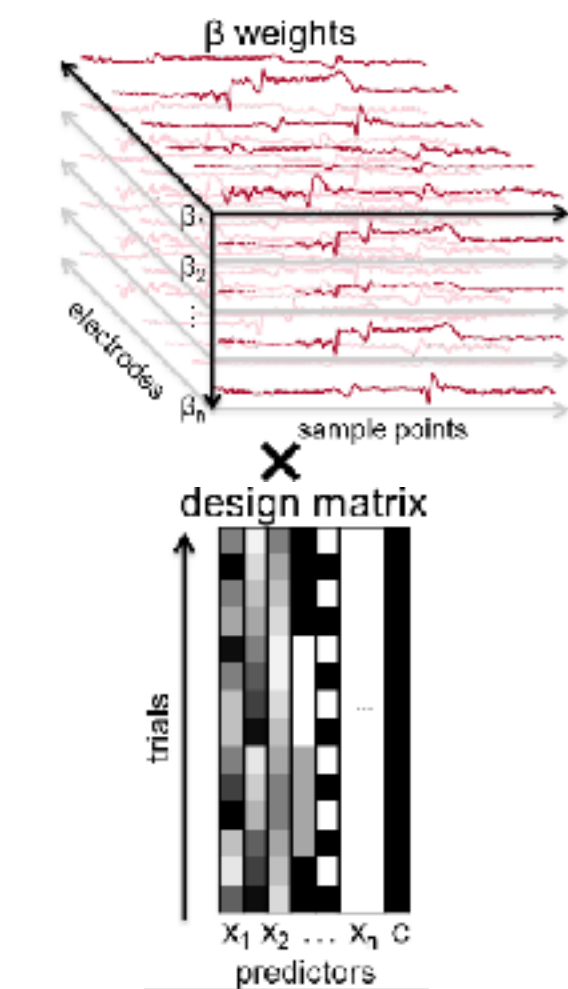 β weights
β₁
β₂
⋮
βₙ
electrodes
sample points
×
design matrix
trials
...
X₁ X₂ ... Xₙ C
predictors